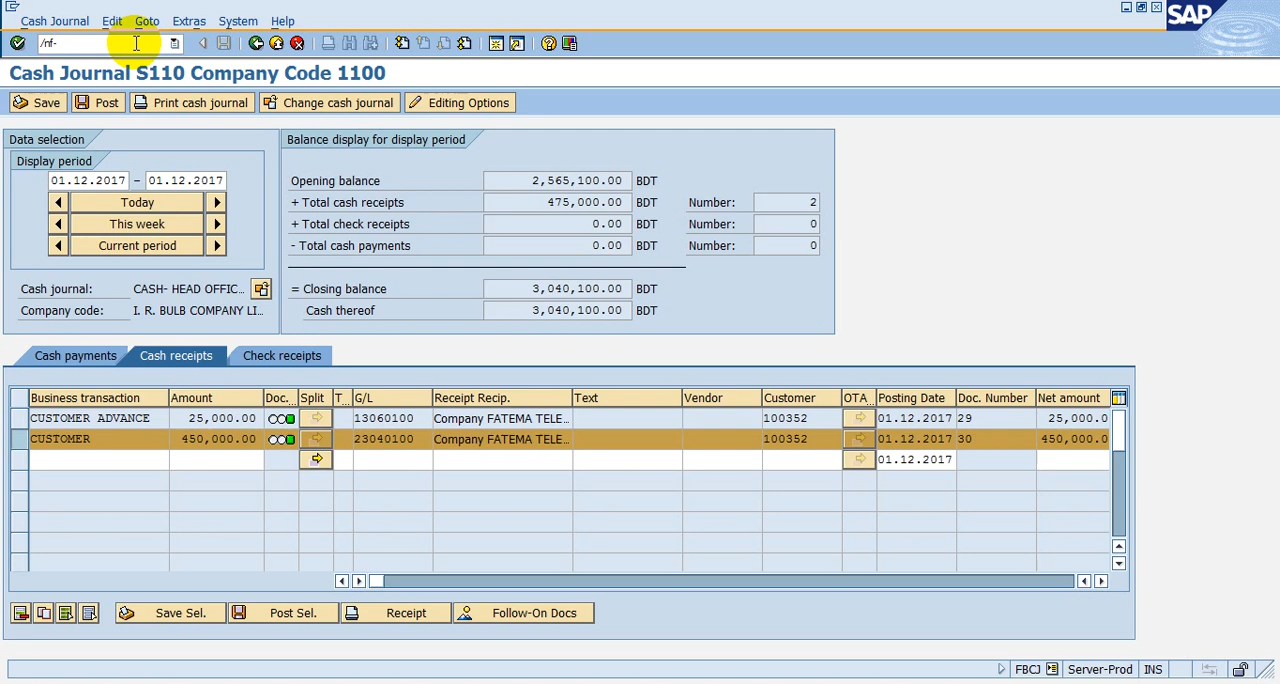 Cash Journal Edit Goto Extras System Help
SAP
/nf-
Cash Journal S110 Company Code 1100
Save Post Print cash journal Change cash journal Editing Options
Data selection
Display period
01.12.2017 – 01.12.2017
Today
This week
Current period
Cash journal: CASH- HEAD OFFIC...
Company code: I. R. BULB COMPANY LI...
Balance display for display period
Opening balance 2,565,100.00 BDT
+ Total cash receipts 475,000.00 BDT Number: 2
+ Total check receipts 0.00 BDT Number: 0
- Total cash payments 0.00 BDT Number: 0
= Closing balance 3,040,100.00 BDT
Cash thereof 3,040,100.00 BDT
Cash payments Cash receipts Check receipts
Business transaction Amount Doc... Split T... G/L Receipt Recip. Text Vendor Customer OTA... Posting Date Doc. Number Net amount
CUSTOMER ADVANCE 25,000.00 13060100 Company FATEMA TELE... 100352 01.12.2017 29 25,000.0
CUSTOMER 450,000.00 23040100 Company FATEMA TELE... 100352 01.12.2017 30 450,000.0
01.12.2017
Save Sel. Post Sel. Receipt Follow-On Docs
FBCJ Server-Prod INS